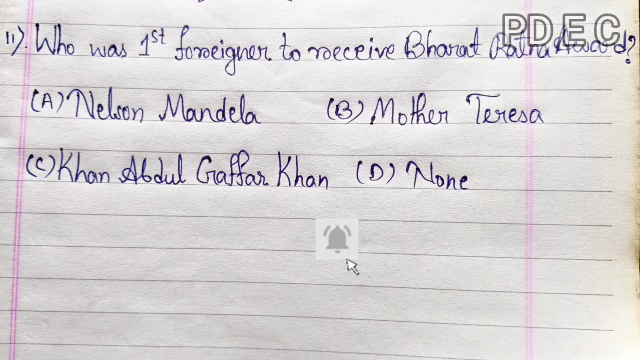 PDEC
11). Who was 1st foreigner to receive Bharat Ratna Award?
(A) Nelson Mandela (B) Mother Teresa
(C) Khan Abdul Gaffar Khan (D) None